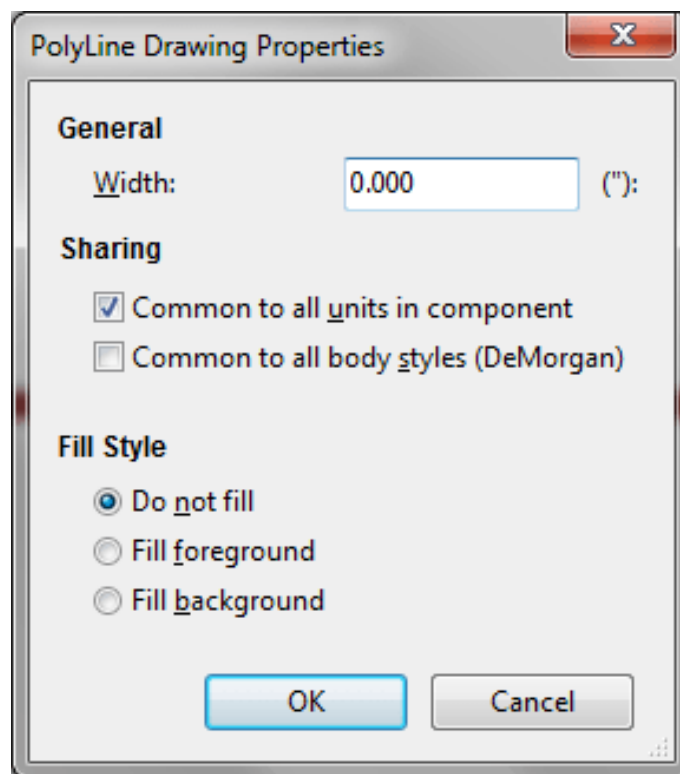 PolyLine Drawing Properties
General
Width: 0.000 ("):
Sharing
Common to all units in component
Common to all body styles (DeMorgan)
Fill Style
Do not fill
Fill foreground
Fill background
OK Cancel